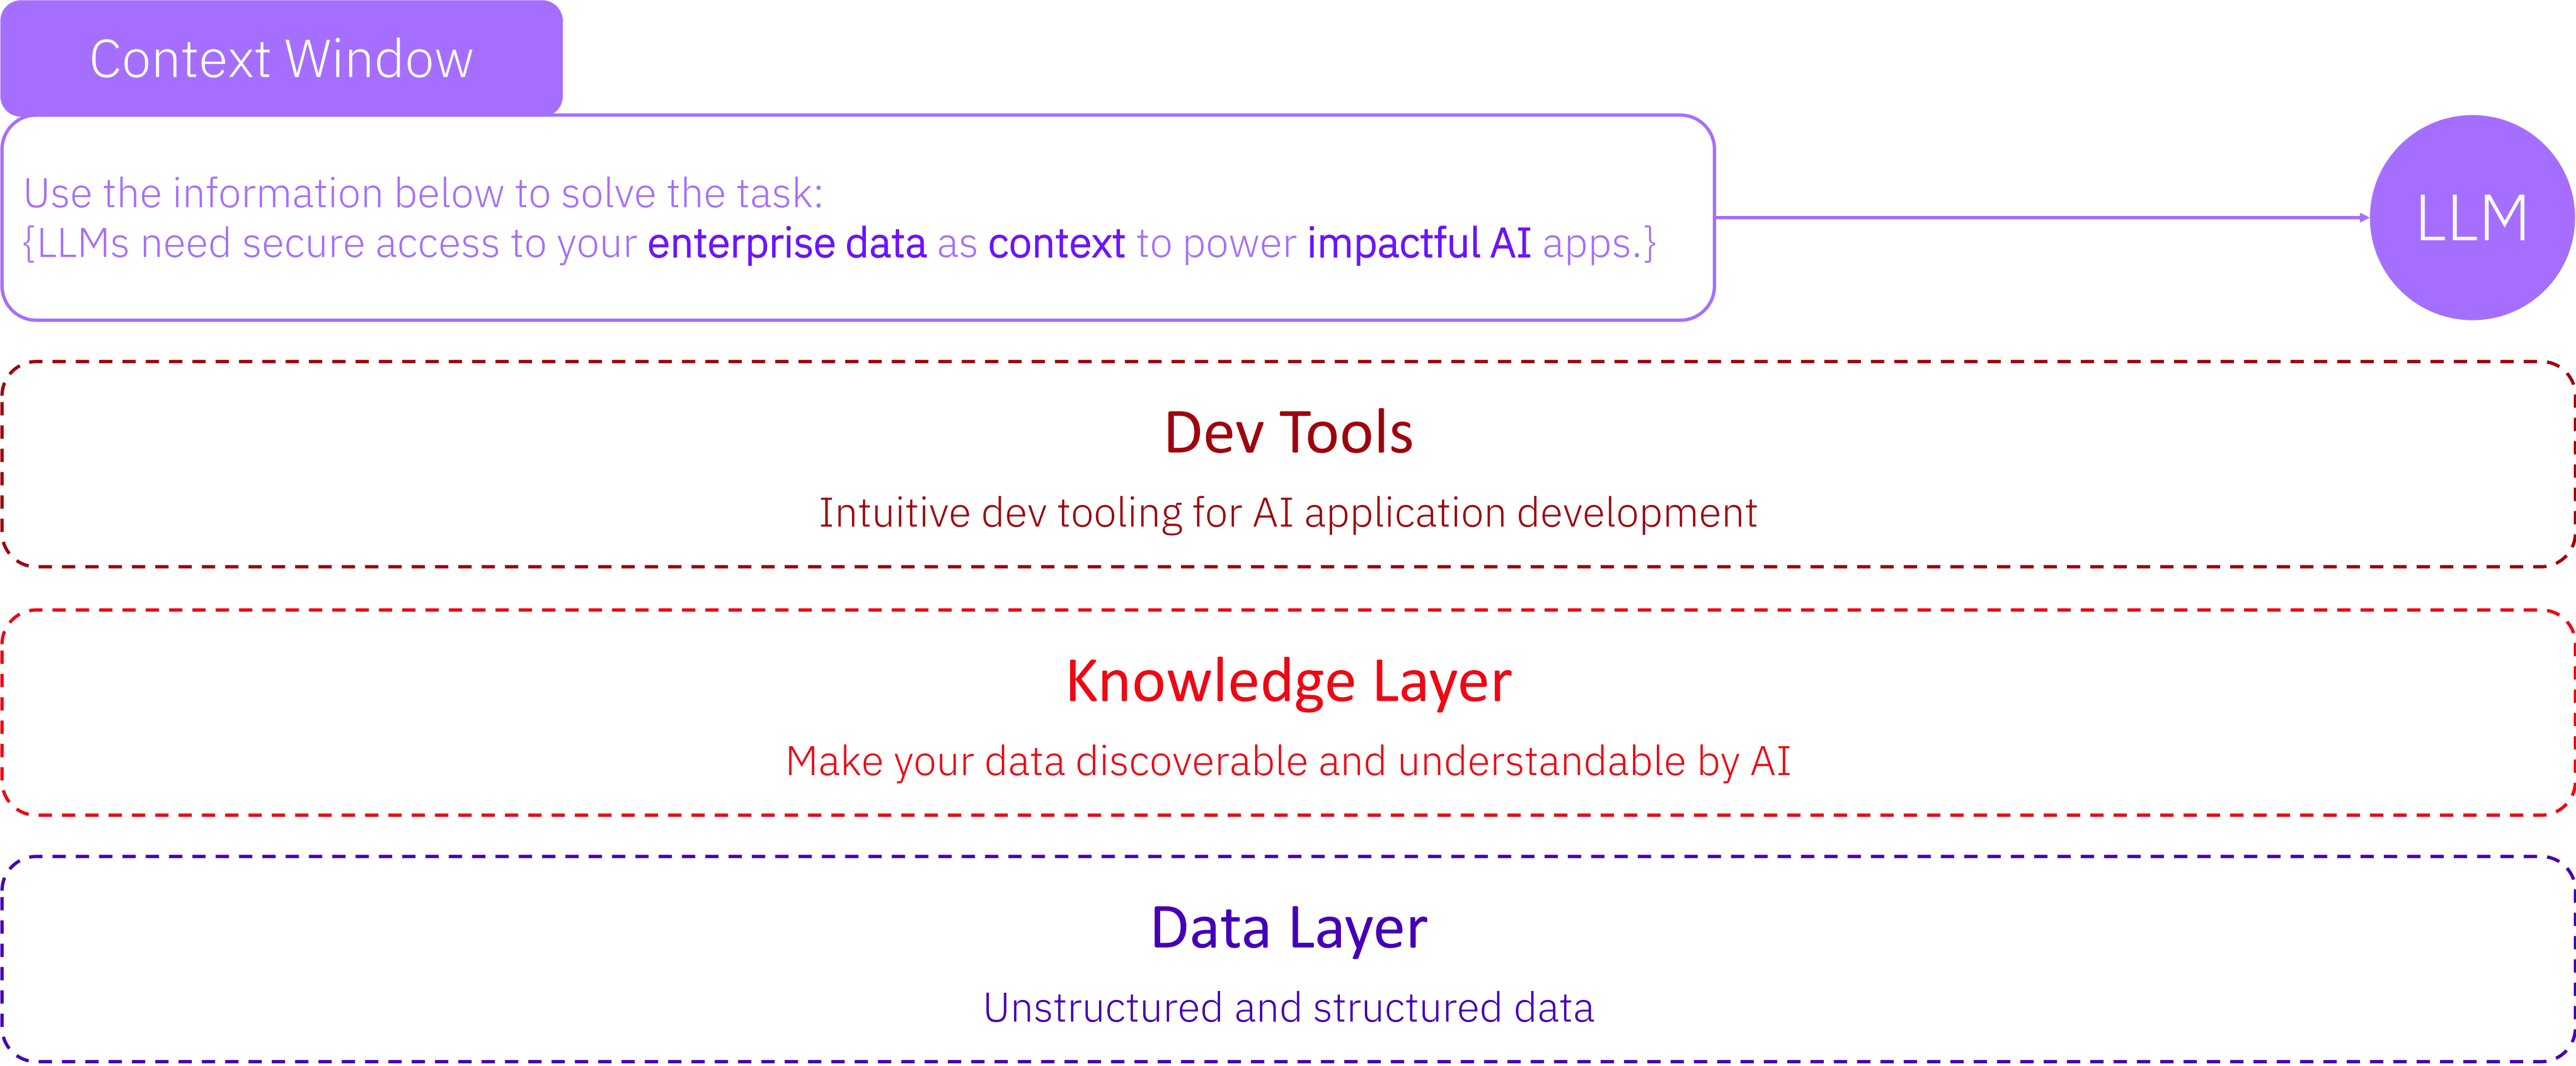 Context Window
Use the information below to solve the task:
{LLMs need secure access to your enterprise data as context to power impactful AI apps.}
LLM
Dev Tools
Intuitive dev tooling for AI application development
Knowledge Layer
Make your data discoverable and understandable by AI
Data Layer
Unstructured and structured data